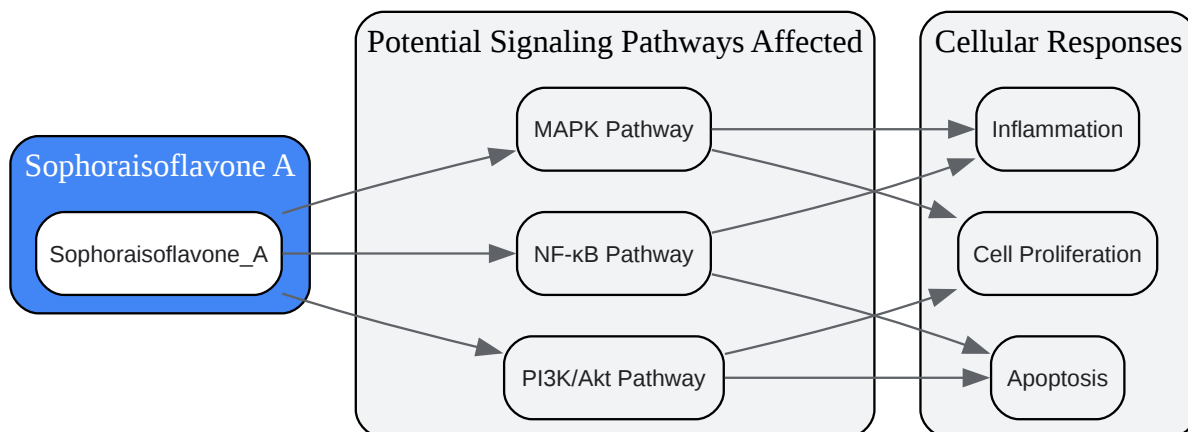 Sophoraisoflavone A
Sophoraisoflavone_A
Potential Signaling Pathways Affected
MAPK Pathway
NF-κB Pathway
PI3K/Akt Pathway
Cellular Responses
Inflammation
Cell Proliferation
Apoptosis